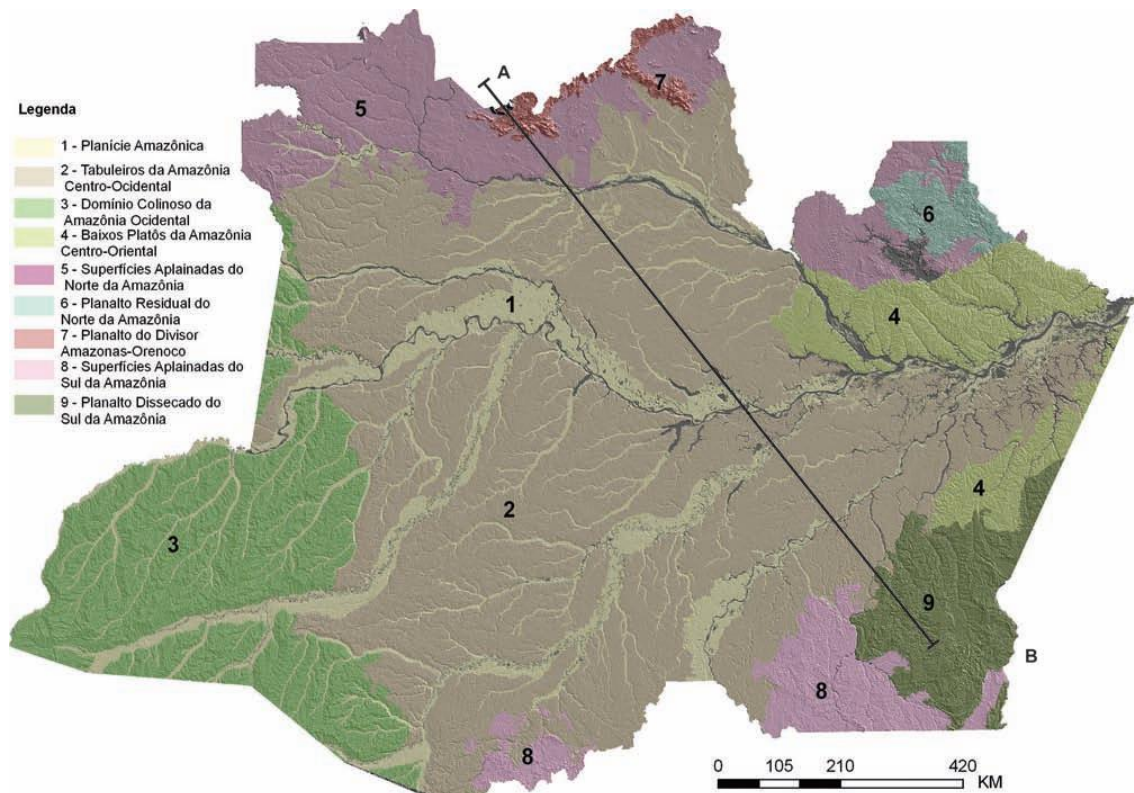 Legenda
1 - Planície Amazônica
2 - Tabuleiros da Amazônia
Centro-Ocidental
3 - Domínio Colinoso da
Amazônia Ocidental
4 - Baixos Platôs da Amazônia
Centro-Oriental
5 - Superfícies Aplainadas do
Norte da Amazônia
6 - Planalto Residual do
Norte da Amazônia
7 - Planalto do Divisor
Amazonas-Orenoco
8 - Superfícies Aplainadas do
Sul da Amazônia
9 - Planalto Dissecado do
Sul da Amazônia
A
7
5
6
1
4
4
2
3
9
B
8
8
0 105 210 420
KM